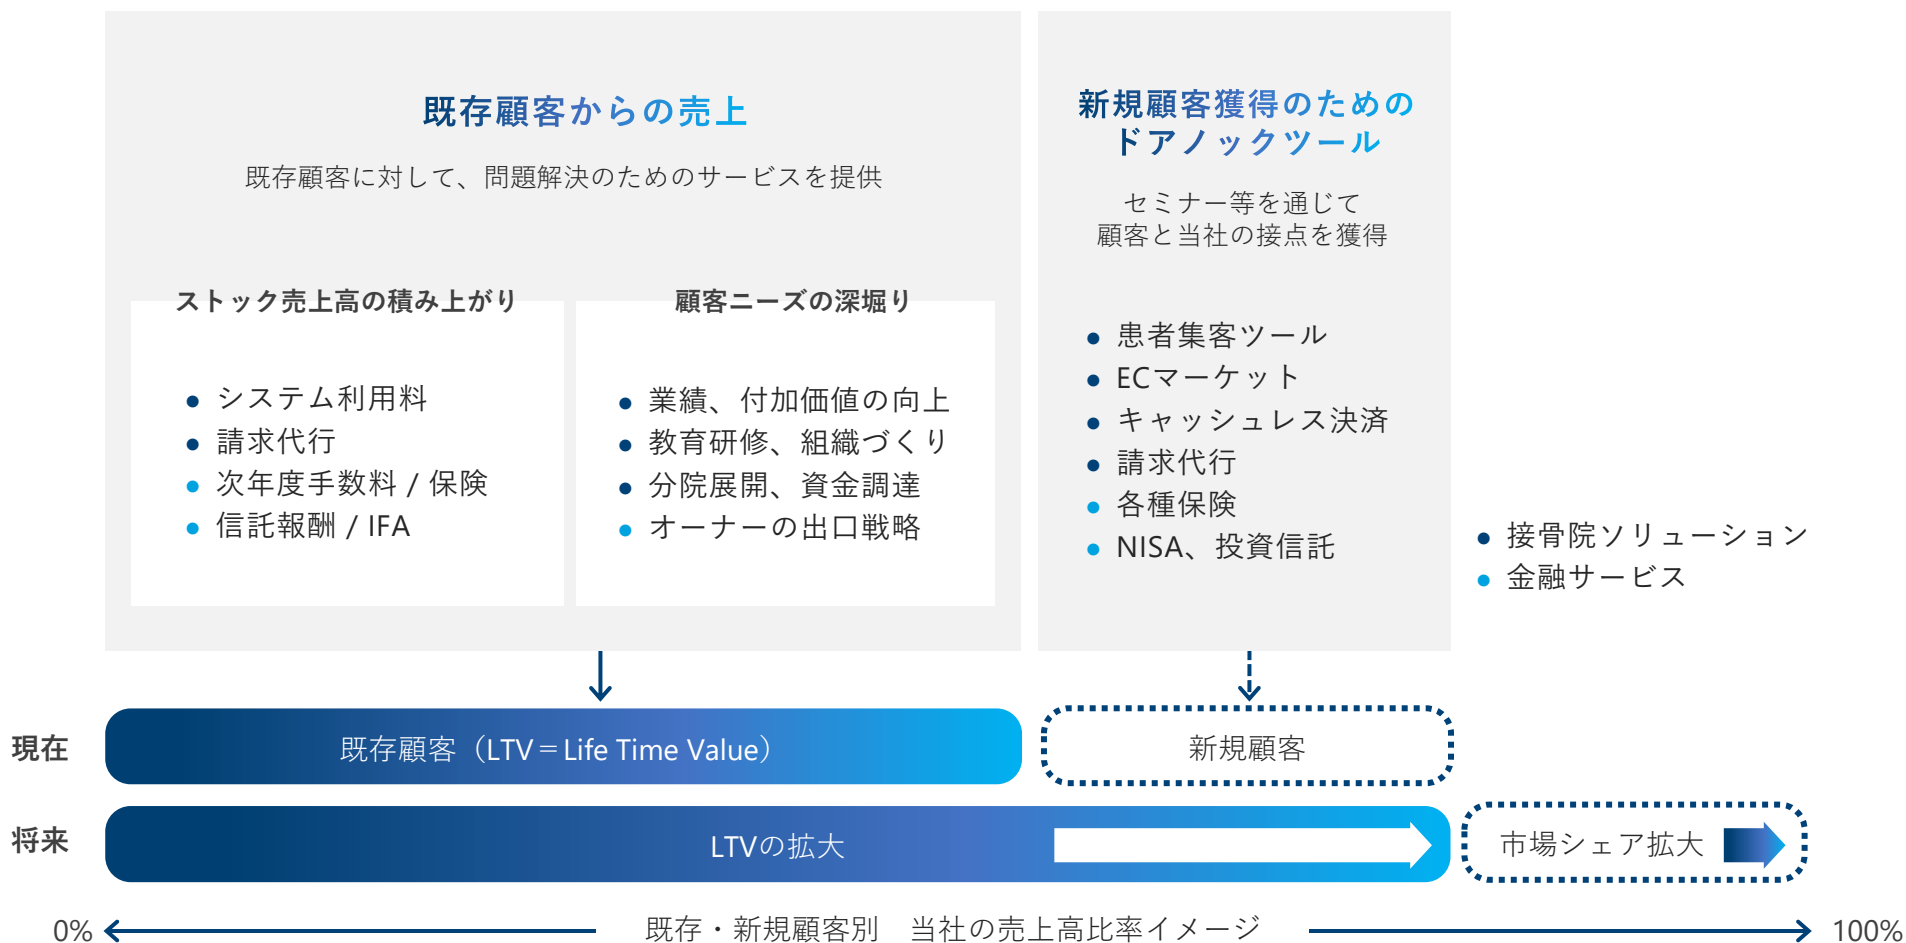 既存顧客からの売上
既存顧客に対して、問題解決のためのサービスを提供
ストック売上高の積み上がり
● システム利用料
● 請求代行
● 次年度手数料 / 保険
● 信託報酬 / IFA
顧客ニーズの深堀り
● 業績、付加価値の向上
● 教育研修、組織づくり
● 分院展開、資金調達
● オーナーの出口戦略
新規顧客獲得のための
ドアノックツール
セミナー等を通じて
顧客と当社の接点を獲得
● 患者集客ツール
● ECマーケット
● キャッシュレス決済
● 請求代行
● 各種保険
● NISA、投資信託
● 接骨院ソリューション
● 金融サービス
現在
既存顧客（LTV＝Life Time Value）
新規顧客
将来
LTVの拡大
市場シェア拡大
0%
既存・新規顧客別　当社の売上高比率イメージ
100%